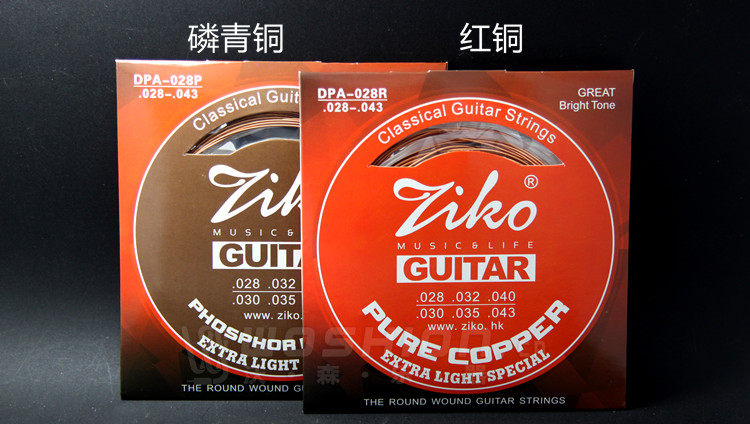 磷青铜
红铜
DPA-028P
.028-.043
Classical Guita
Ziko
MUSIC & L
GUITA
.028 .032
.030 .035
www. ziko.
PHOSPHOR
EXTRA LIGHT
THE ROUND WOUND GU
DPA-028R
.028-.043
GREAT
Bright Tone
Classical Guitar Strings
Ziko®
MUSIC & LIFE
GUITAR
.028 .032 .040
.030 .035 .043
www. ziko. hk
PURE COPPER
EXTRA LIGHT SPECIAL
THE ROUND WOUND GUITAR STRINGS